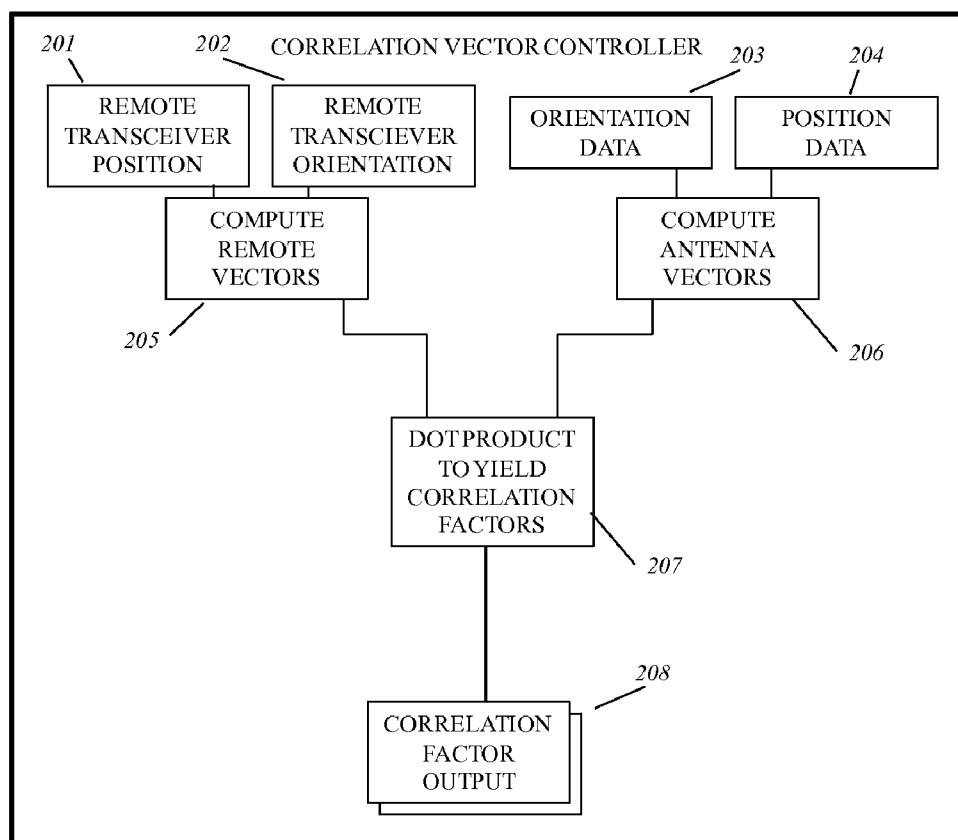 201
202
CORRELATION VECTOR CONTROLLER
203
204
REMOTE
TRANSCEIVER
POSITION
REMOTE
TRANSCIEVER
ORIENTATION
ORIENTATION
DATA
POSITION
DATA
COMPUTE
REMOTE
VECTORS
COMPUTE
ANTENNA
VECTORS
205
206
DOT PRODUCT
TO YIELD
CORRELATION
FACTORS
207
208
CORRELATION
FACTOR
OUTPUT